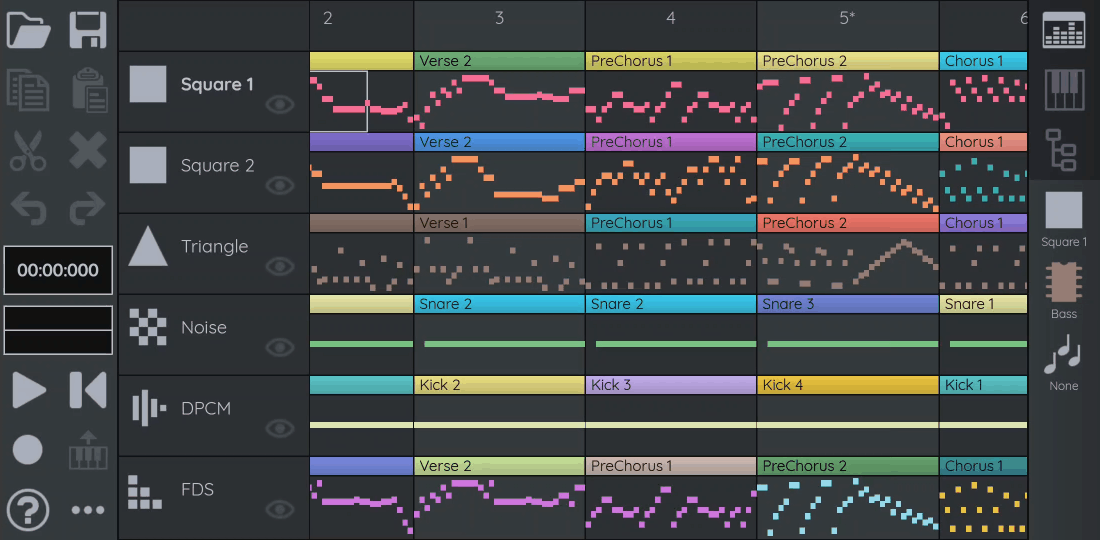 2 3 4 5* 6
Verse 2 PreChorus 1 PreChorus 2 Chorus 1
Square 1
Verse 2 PreChorus 1 PreChorus 2 Chorus 1
Square 2
Verse 1 PreChorus 1 PreChorus 2 Chorus 1
Triangle
Snare 2 Snare 2 Snare 3 Snare 1
Noise
Kick 2 Kick 3 Kick 4 Kick 1
DPCM
Verse 2 PreChorus 1 PreChorus 2 Chorus 1
FDS
00:00:000
?
Square 1
Bass
None